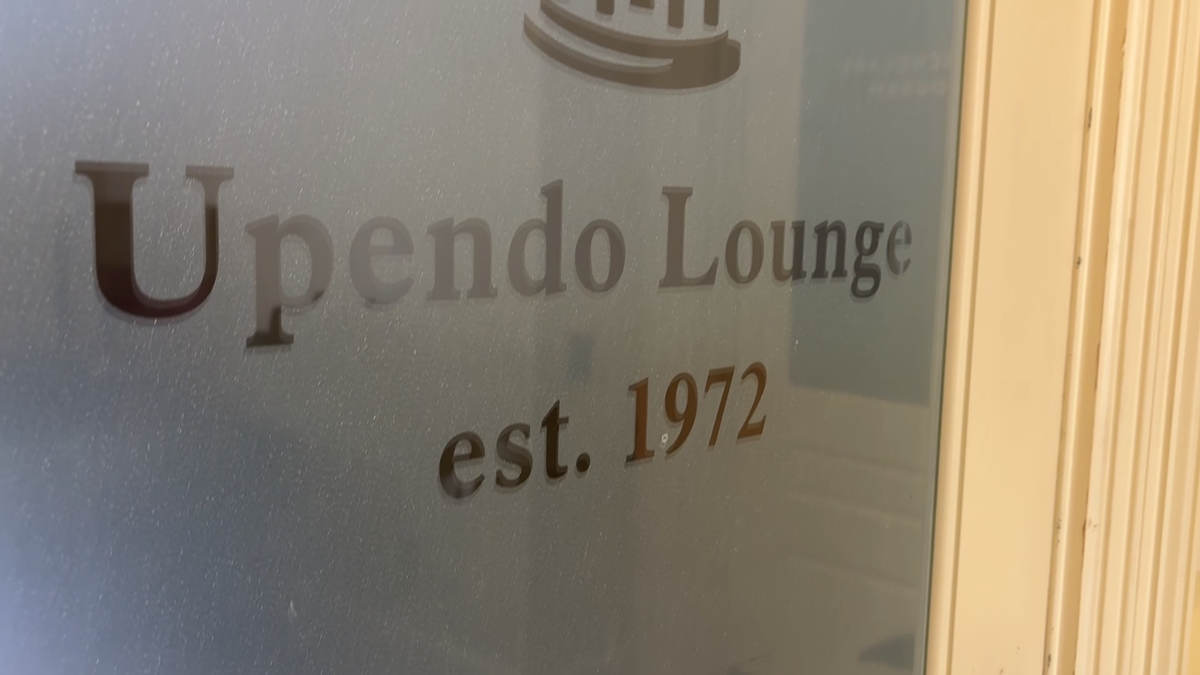 Upendo Lounge
est. 1972